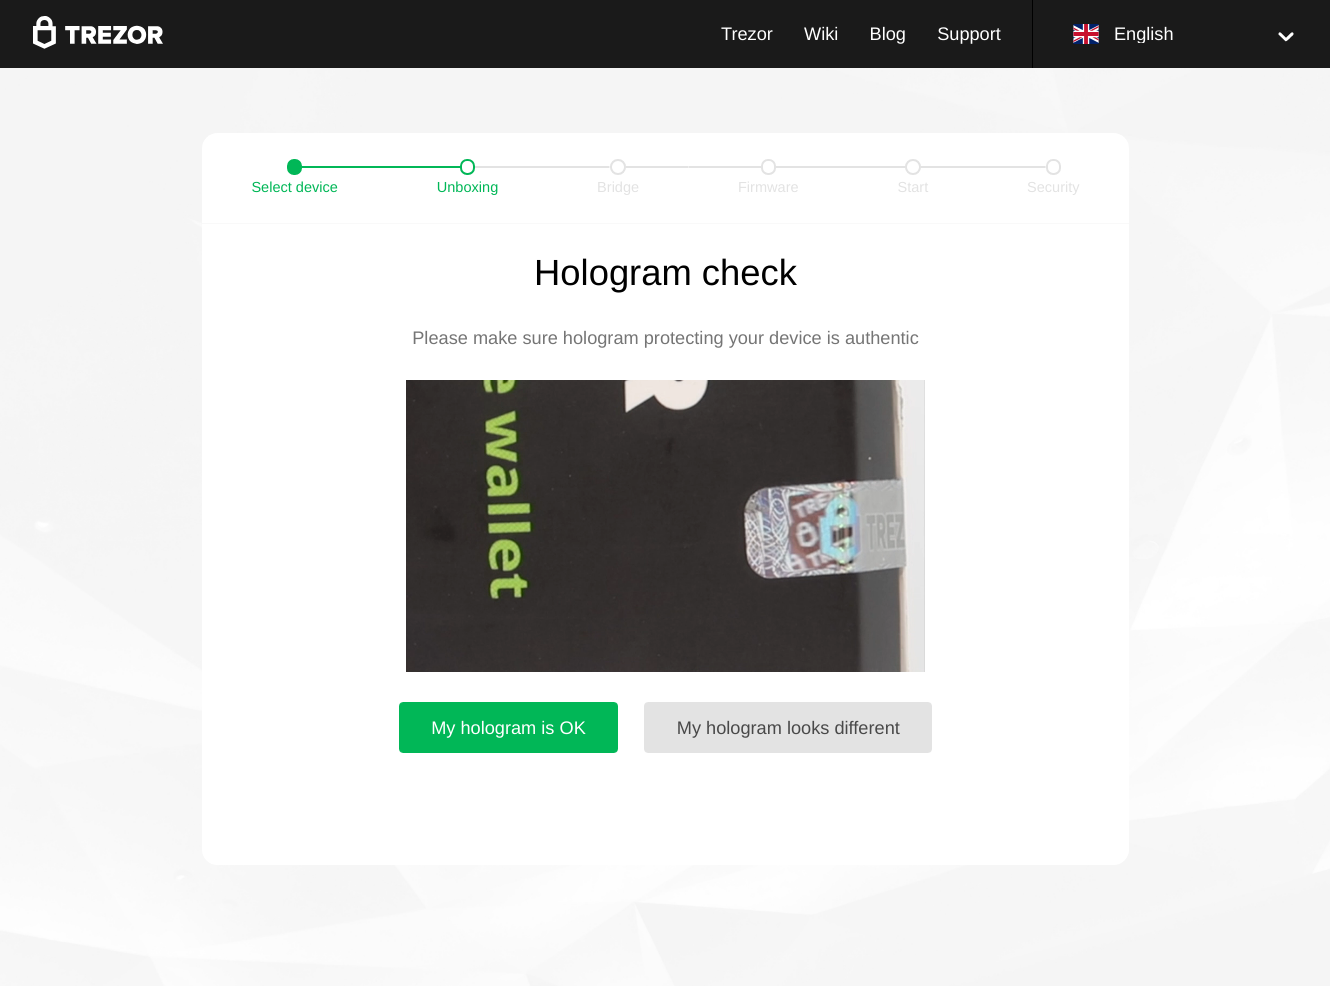 TREZOR
Trezor Wiki Blog Support English
Select device Unboxing Bridge Firmware Start Security
Hologram check
Please make sure hologram protecting your device is authentic
wallet
R
TREZ
My hologram is OK My hologram looks different